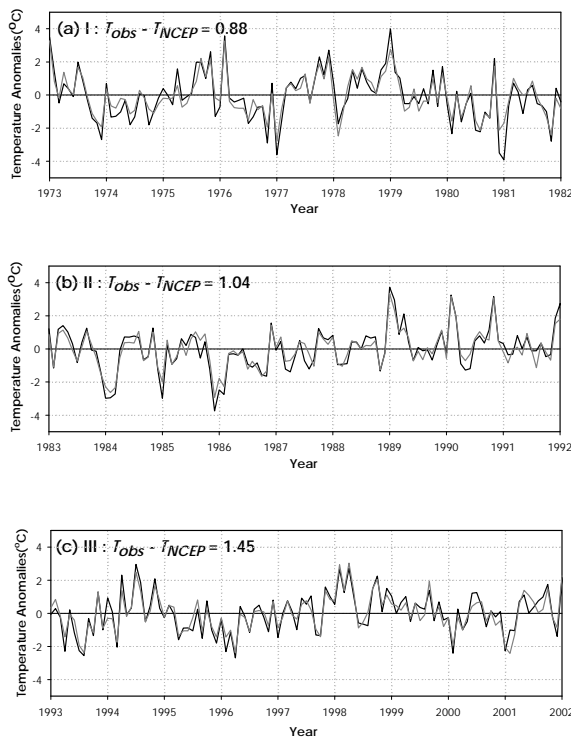 (a) I : Tobs - TNCEP = 0.88
Temperature Anomalies(°C)
4
2
0
-2
-4
1973 1974 1975 1976 1977 1978 1979 1980 1981 1982
Year
(b) II : Tobs - TNCEP = 1.04
Temperature Anomalies(°C)
4
2
0
-2
-4
1983 1984 1985 1986 1987 1988 1989 1990 1991 1992
Year
(c) III : Tobs - TNCEP = 1.45
Temperature Anomalies(°C)
4
2
0
-2
-4
1993 1994 1995 1996 1997 1998 1999 2000 2001 2002
Year